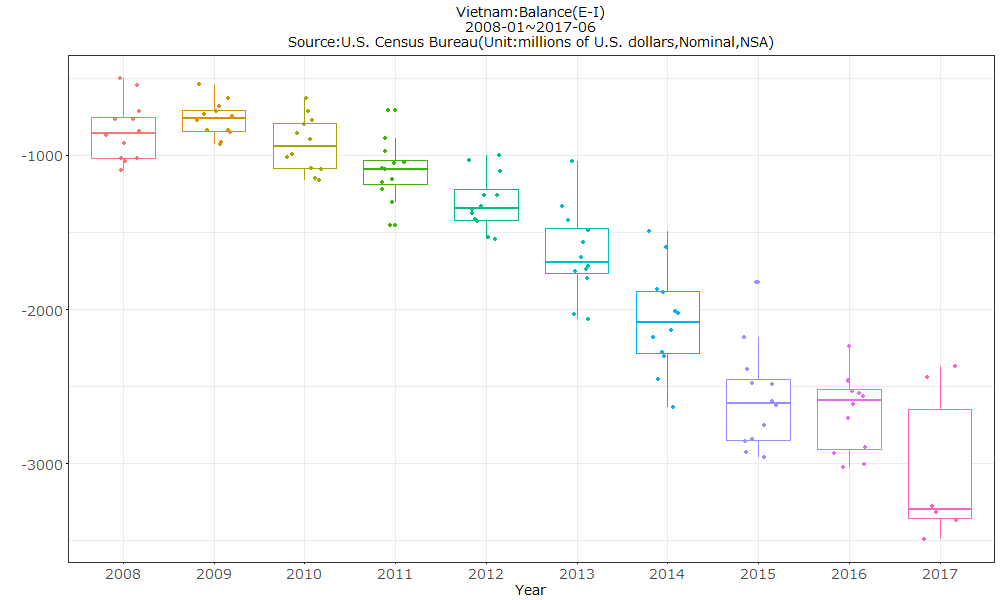 Vietnam:Balance(E-I)
2008-01~2017-06
Source:U.S. Census Bureau(Unit:millions of U.S. dollars,Nominal,NSA)
-1000
-2000
-3000
2008 2009 2010 2011 2012 2013 2014 2015 2016 2017
Year